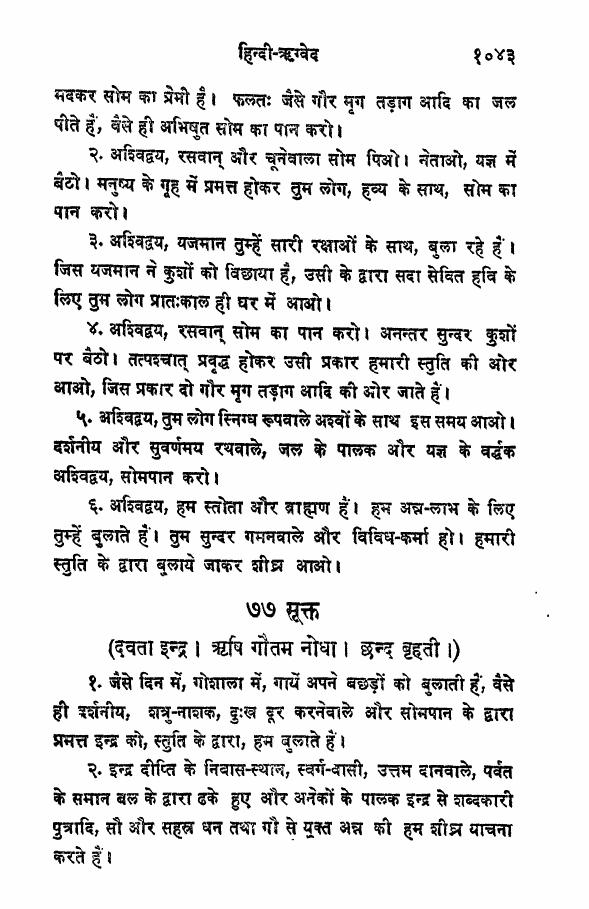 हिन्दी-ऋग्वेद १०४३
मदकर सोम का प्रेमी है। फलतः जैसे गौर मृग तड़ाग आदि का जल
पीते हैं, वैसे ही अभिषुत सोम का पान करो।
२. अश्विद्वय, रसवान् और चूनेवाला सोम पिओ। नेताओ, यज्ञ में
बैठो। मनुष्य के गृह में प्रमत्त होकर तुम लोग, हव्य के साथ, सोम का
पान करो।
३. अश्विद्वय, यजमान तुम्हें सारी रक्षाओं के साथ, बुला रहे हैं।
जिस यजमान ने कुशों को विछाया है, उसी के द्वारा सदा सेवित हवि के
लिए तुम लोग प्रातःकाल ही घर में आओ।
४. अश्विद्वय, रसवान् सोम का पान करो। अनन्तर सुन्दर कुशों
पर बैठो। तत्पश्चात् प्रवृद्ध होकर उसी प्रकार हमारी स्तुति की ओर
आओ, जिस प्रकार दो गौर मृग तड़ाग आदि की ओर जाते हैं।
५. अश्विद्वय, तुम लोग स्निग्ध रूपवाले अश्वों के साथ इस समय आओ।
दर्शनीय और सुवर्णमय रथवाले, जल के पालक और यज्ञ के वर्द्धक
अश्विद्वय, सोमपान करो।
६. अश्विद्वय, हम स्तोता और ब्राह्मण हैं। हम अन्न-लाभ के लिए
तुम्हें बुलाते हैं। तुम सुन्दर गमनवाले और विविध-कर्मा हो। हमारी
स्तुति के द्वारा बुलाये जाकर शीघ्र आओ।
७७ सूक्त
(दवता इन्द्र। ऋषि गौतम नोधा। छन्द बृहती।)
१. जैसे दिन में, गोशाला में, गायें अपने बछड़ों को बुलाती हैं, वैसे
ही दर्शनीय, शत्रु-नाशक, दुःख दूर करनेवाले और सोमपान के द्वारा
प्रमत्त इन्द्र को, स्तुति के द्वारा, हम बुलाते हैं।
२. इन्द्र दीप्ति के निवास-स्थान, स्वर्ग-वासी, उत्तम दानवाले, पर्वत
के समान बल के द्वारा ढके हुए और अनेकों के पालक इन्द्र से शब्दकारी
पुत्रादि, सौ और सहस्र धन तथा गौ से युक्त अन्न की हम शीघ्र याचना
करते हैं।